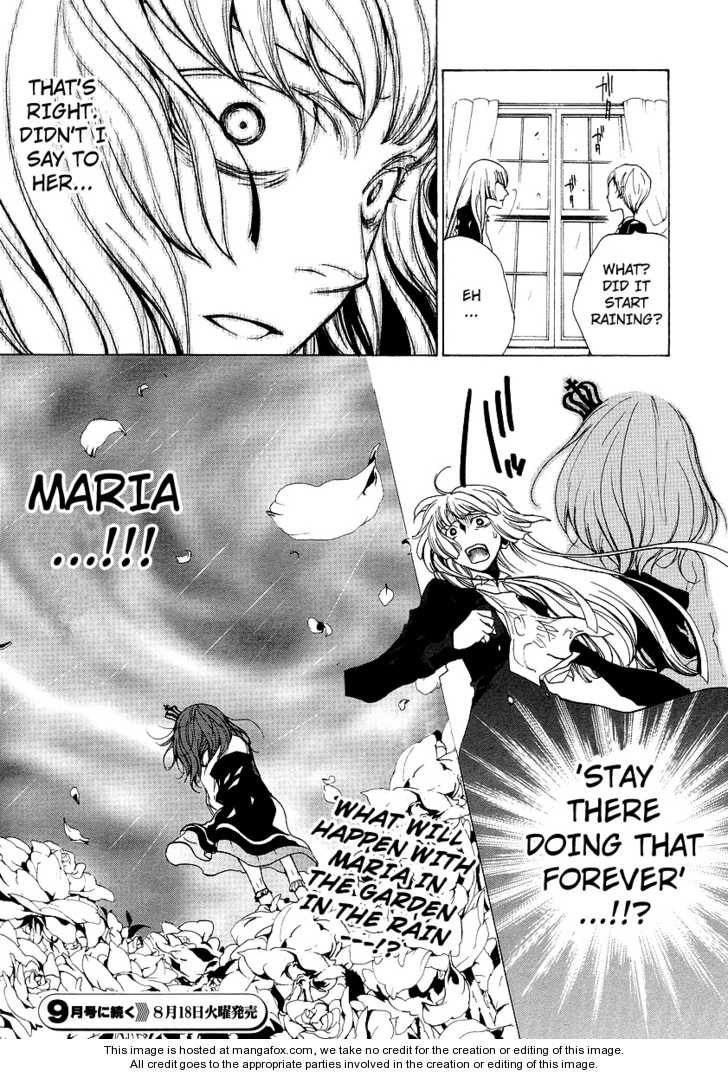 WHAT?
DID IT
START
RAINING?
EH
...
THAT'S
RIGHT.
DIDN'T I
SAY TO
HER...
'STAY
THERE
DOING THAT
FOREVER'
...!!?
MARIA
...!!!
WHAT WILL
HAPPEN WITH
MARIA IN
THE GARDEN
IN THE RAIN
---!?
9月号に続く 8月18日火曜発売
This image is hosted at mangafox.com, we take no credit for the creation or editing of this image.
All credit goes to the appropriate parties involved in the creation or editing of this image.